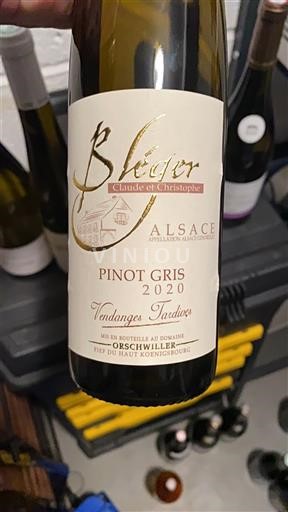 Bléger
Claude et Christophe
ALSACE
APPELLATION ALSACE CONTRÔLÉE
VINIOU
PINOT GRIS
2020
Vendanges Tardives
MIS EN BOUTEILLE AU DOMAINE
ORSCHWILLER
FIEF DU HAUT KOENIGSBOURG